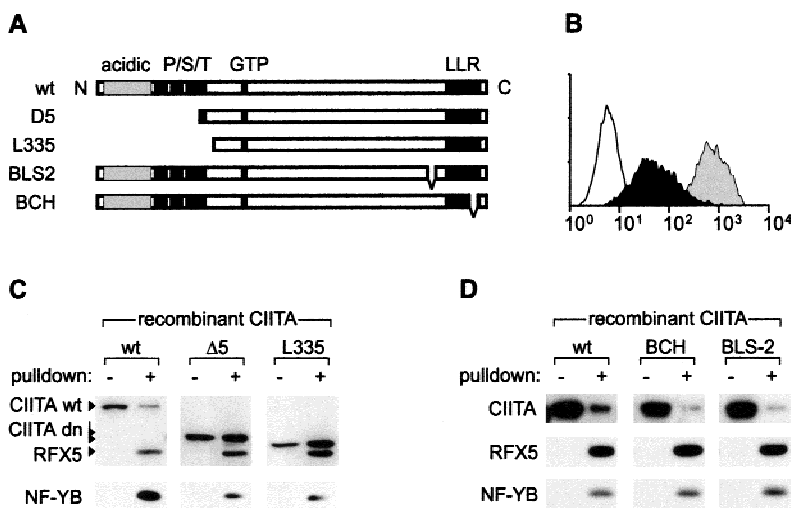 A
B
acidic P/S/T GTP LLR
wt N C
D5
L335
BLS2
BCH
10⁰ 10¹ 10² 10³ 10⁴
C
recombinant CIITA
wt Δ5 L335
pulldown: - + - + - +
CIITA wt
CIITA dn
RFX5
NF-YB
D
recombinant CIITA
wt BCH BLS-2
pulldown: - + - + - +
CIITA
RFX5
NF-YB